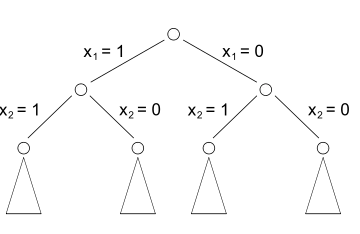 x₁ = 1 x₁ = 0
x₂ = 1 x₂ = 0 x₂ = 1 x₂ = 0